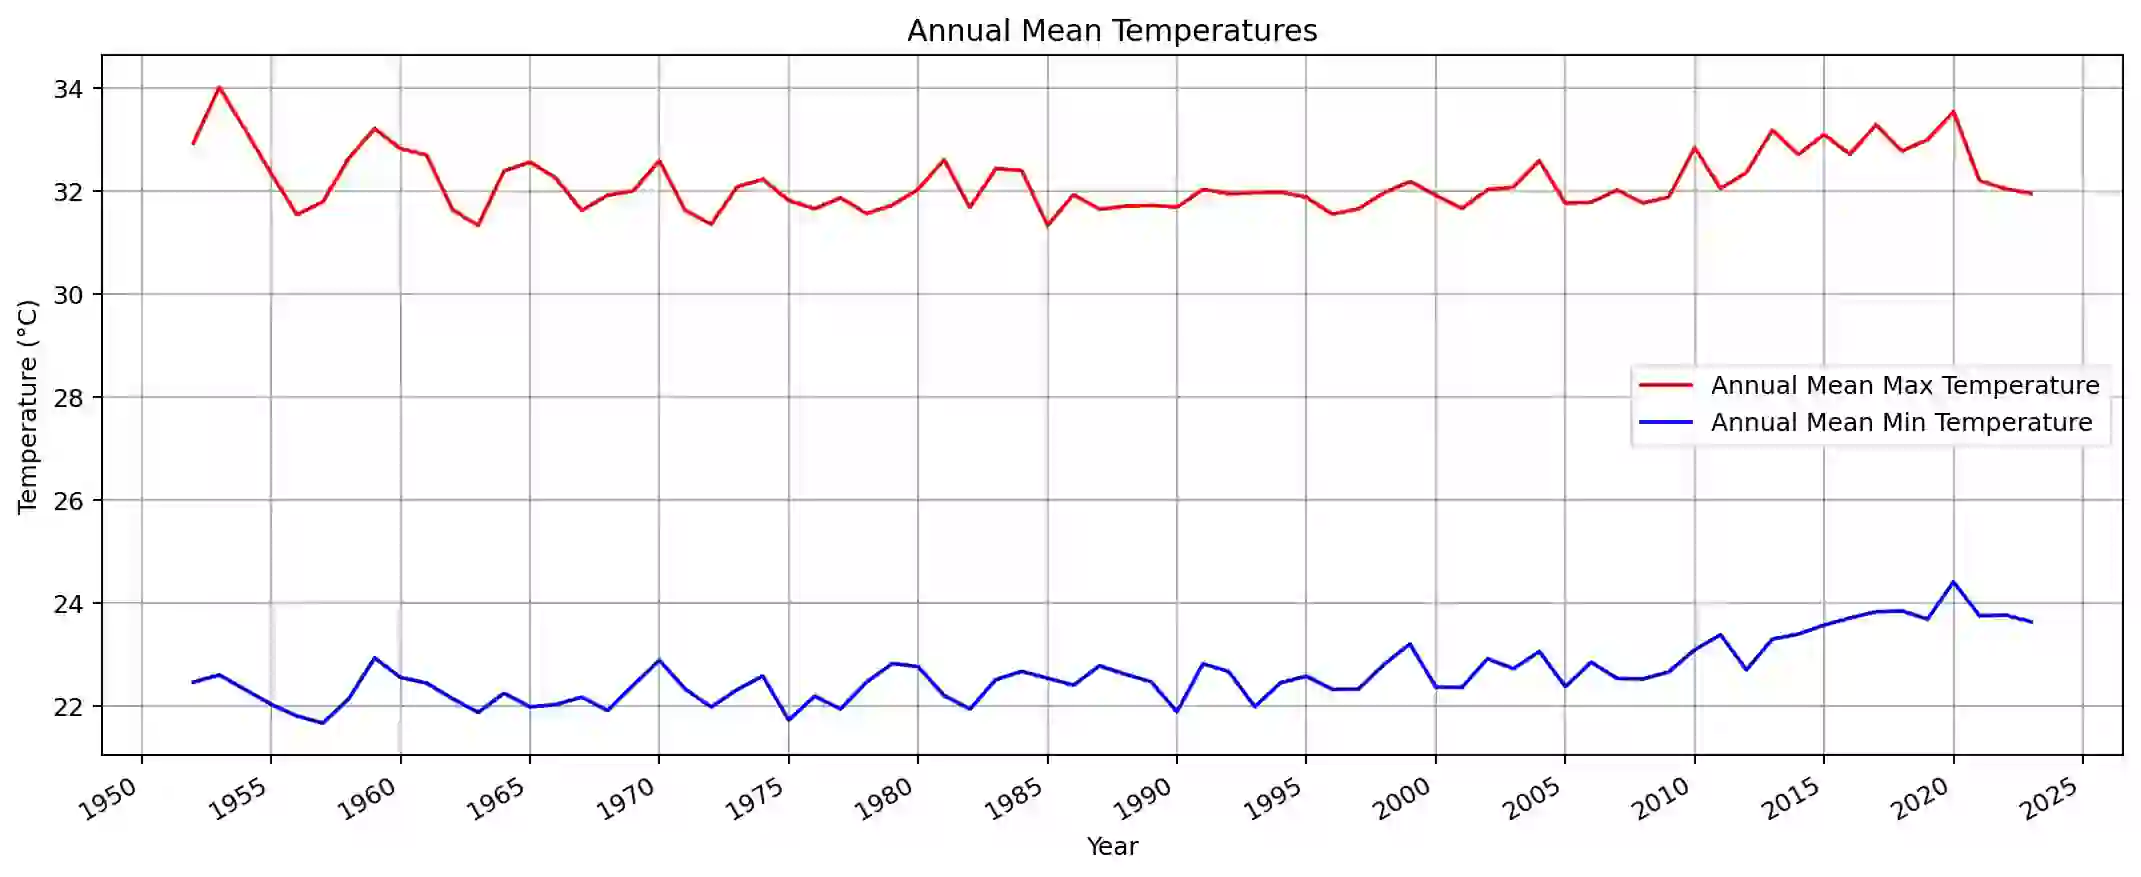 Annual Mean Temperatures
34
32
30
28
26
24
22
Temperature (°C)
Annual Mean Max Temperature
Annual Mean Min Temperature
1950 1955 1960 1965 1970 1975 1980 1985 1990 1995 2000 2005 2010 2015 2020 2025
Year